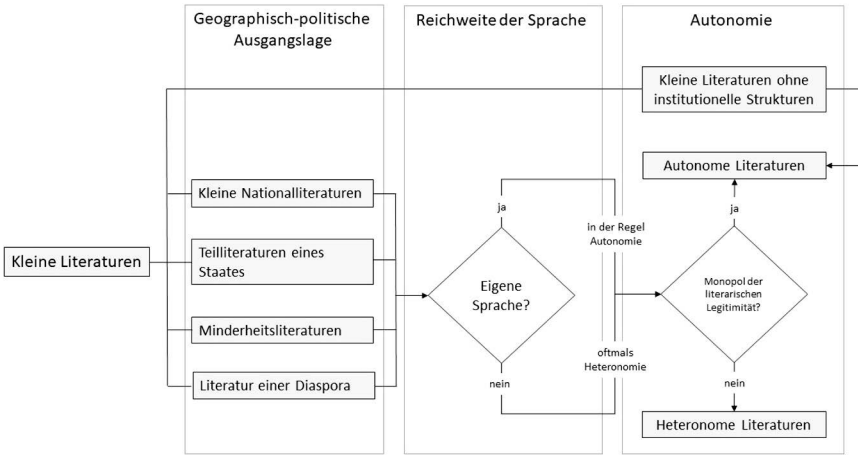 Geographisch-politische
Ausgangslage
Reichweite der Sprache
Autonomie
Kleine Literaturen ohne
institutionelle Strukturen
Autonome Literaturen
Kleine Nationalliteraturen
ja
in der Regel
Autonomie
ja
Kleine Literaturen
Teilliteraturen eines
Staates
Eigene
Sprache?
Monopol der
literarischen
Legitimität?
Minderheitsliteraturen
oftmals
Heteronomie
Literatur einer Diaspora
nein
nein
Heteronome Literaturen